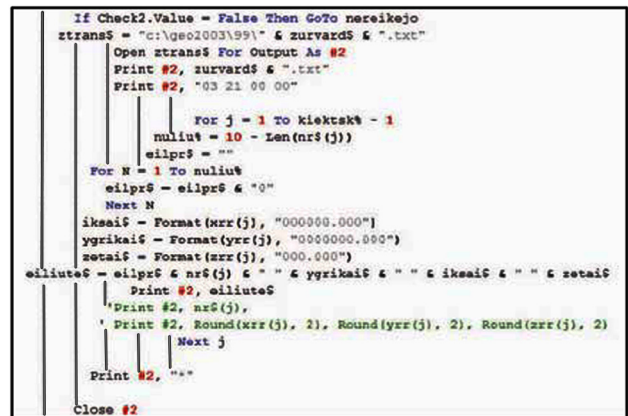 If Check2.Value = False Then GoTo nereikejo
ztrans$ = "c:\geo2003\99\" & zurvard$ & ".txt"
Open ztrans$ For Output As #2
Print #2, zurvard$ & ".txt"
Print #2, "03 21 00 00"
For j = 1 To kiektsk% - 1
nuliu% = 10 - Len(nr$(j))
eilpr$ = ""
For N = 1 To nuliu%
eilpr$ = eilpr$ & "0"
Next N
iksai$ = Format(xrr(j), "000000.000")
ygrikai$ = Format(yrr(j), "0000000.000")
zetai$ = Format(zrr(j), "000.000")
eiliute$ = eilpr$ & nr$(j) & " " & ygrikai$ & " " & iksai$ & " " & zetai$
Print #2, eiliute$
'Print #2, nr$(j),
' Print #2, Round(xrr(j), 2), Round(yrr(j), 2), Round(zrr(j), 2)
Next j
Print #2, "*"
Close #2